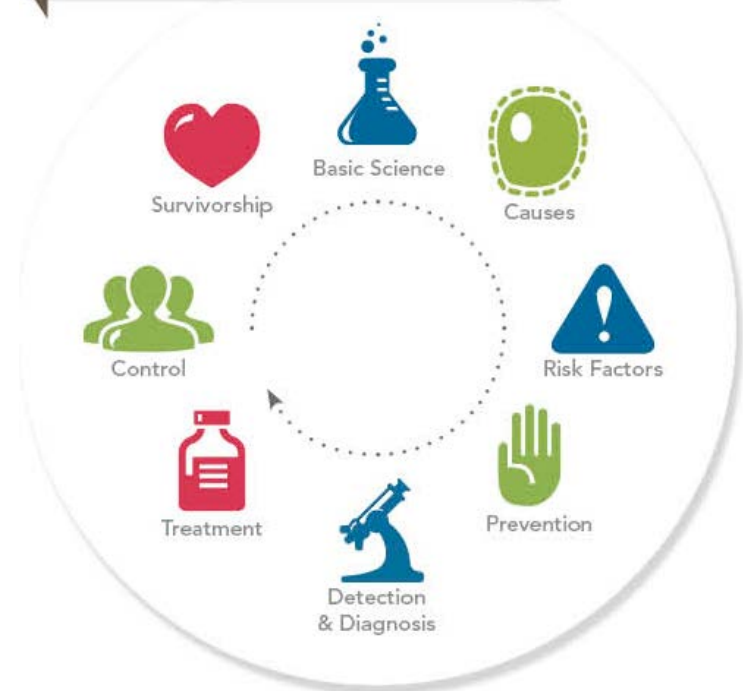 Basic Science
Causes
Risk Factors
Prevention
Detection
& Diagnosis
Treatment
Control
Survivorship